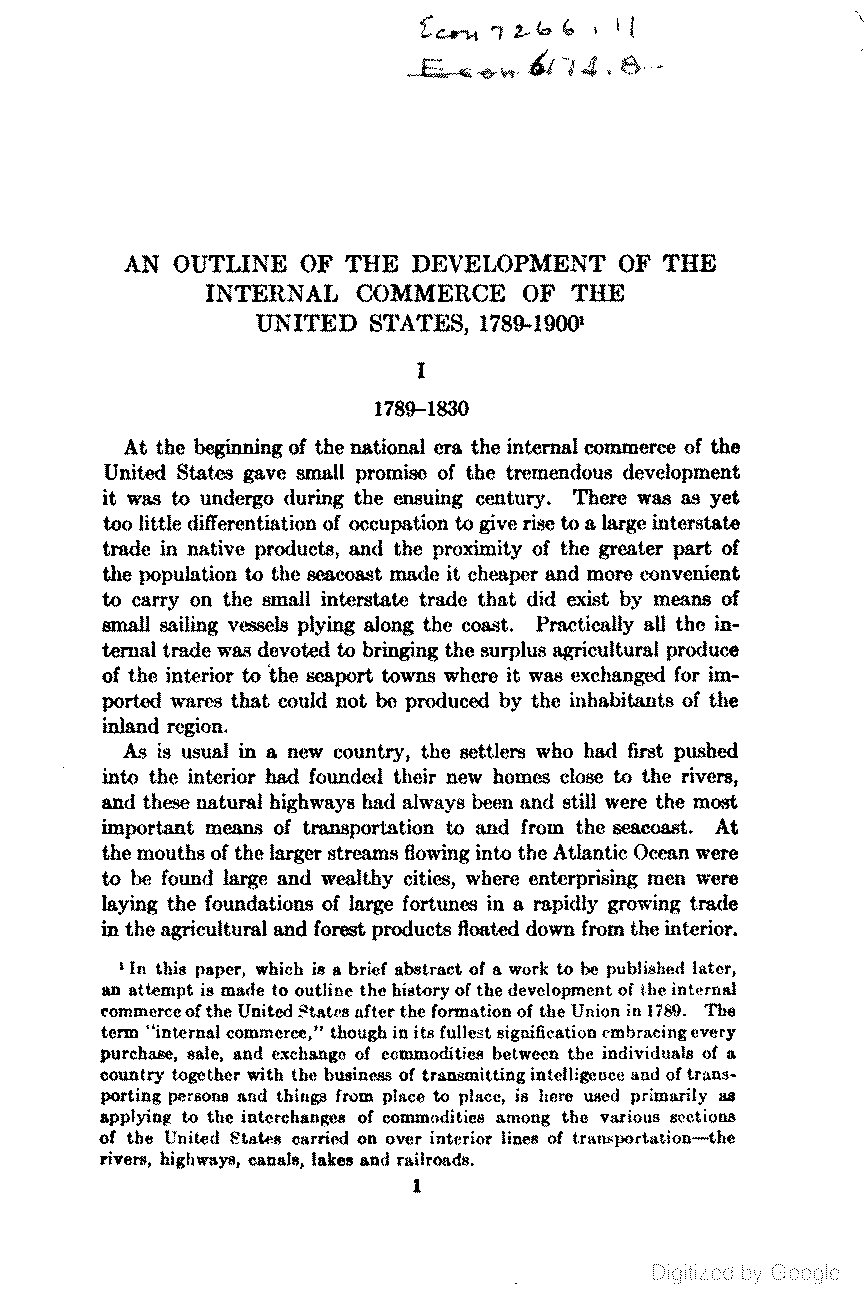 Econ 7266.11
Econ 6172.8
AN OUTLINE OF THE DEVELOPMENT OF THE
INTERNAL COMMERCE OF THE
UNITED STATES, 1789-1900¹
I
1789–1830
At the beginning of the national era the internal commerce of the
United States gave small promise of the tremendous development
it was to undergo during the ensuing century. There was as yet
too little differentiation of occupation to give rise to a large interstate
trade in native products, and the proximity of the greater part of
the population to the seacoast made it cheaper and more convenient
to carry on the small interstate trade that did exist by means of
small sailing vessels plying along the coast. Practically all the in-
ternal trade was devoted to bringing the surplus agricultural produce
of the interior to the seaport towns where it was exchanged for im-
ported wares that could not be produced by the inhabitants of the
inland region.
As is usual in a new country, the settlers who had first pushed
into the interior had founded their new homes close to the rivers,
and these natural highways had always been and still were the most
important means of transportation to and from the seacoast. At
the mouths of the larger streams flowing into the Atlantic Ocean were
to be found large and wealthy cities, where enterprising men were
laying the foundations of large fortunes in a rapidly growing trade
in the agricultural and forest products floated down from the interior.
¹ In this paper, which is a brief abstract of a work to be published later,
an attempt is made to outline the history of the development of the internal
commerce of the United States after the formation of the Union in 1789. The
term "internal commerce," though in its fullest signification embracing every
purchase, sale, and exchange of commodities between the individuals of a
country together with the business of transmitting intelligence and of trans-
porting persons and things from place to place, is here used primarily as
applying to the interchanges of commodities among the various sections
of the United States carried on over interior lines of transportation—the
rivers, highways, canals, lakes and railroads.
1
Digitized by Google